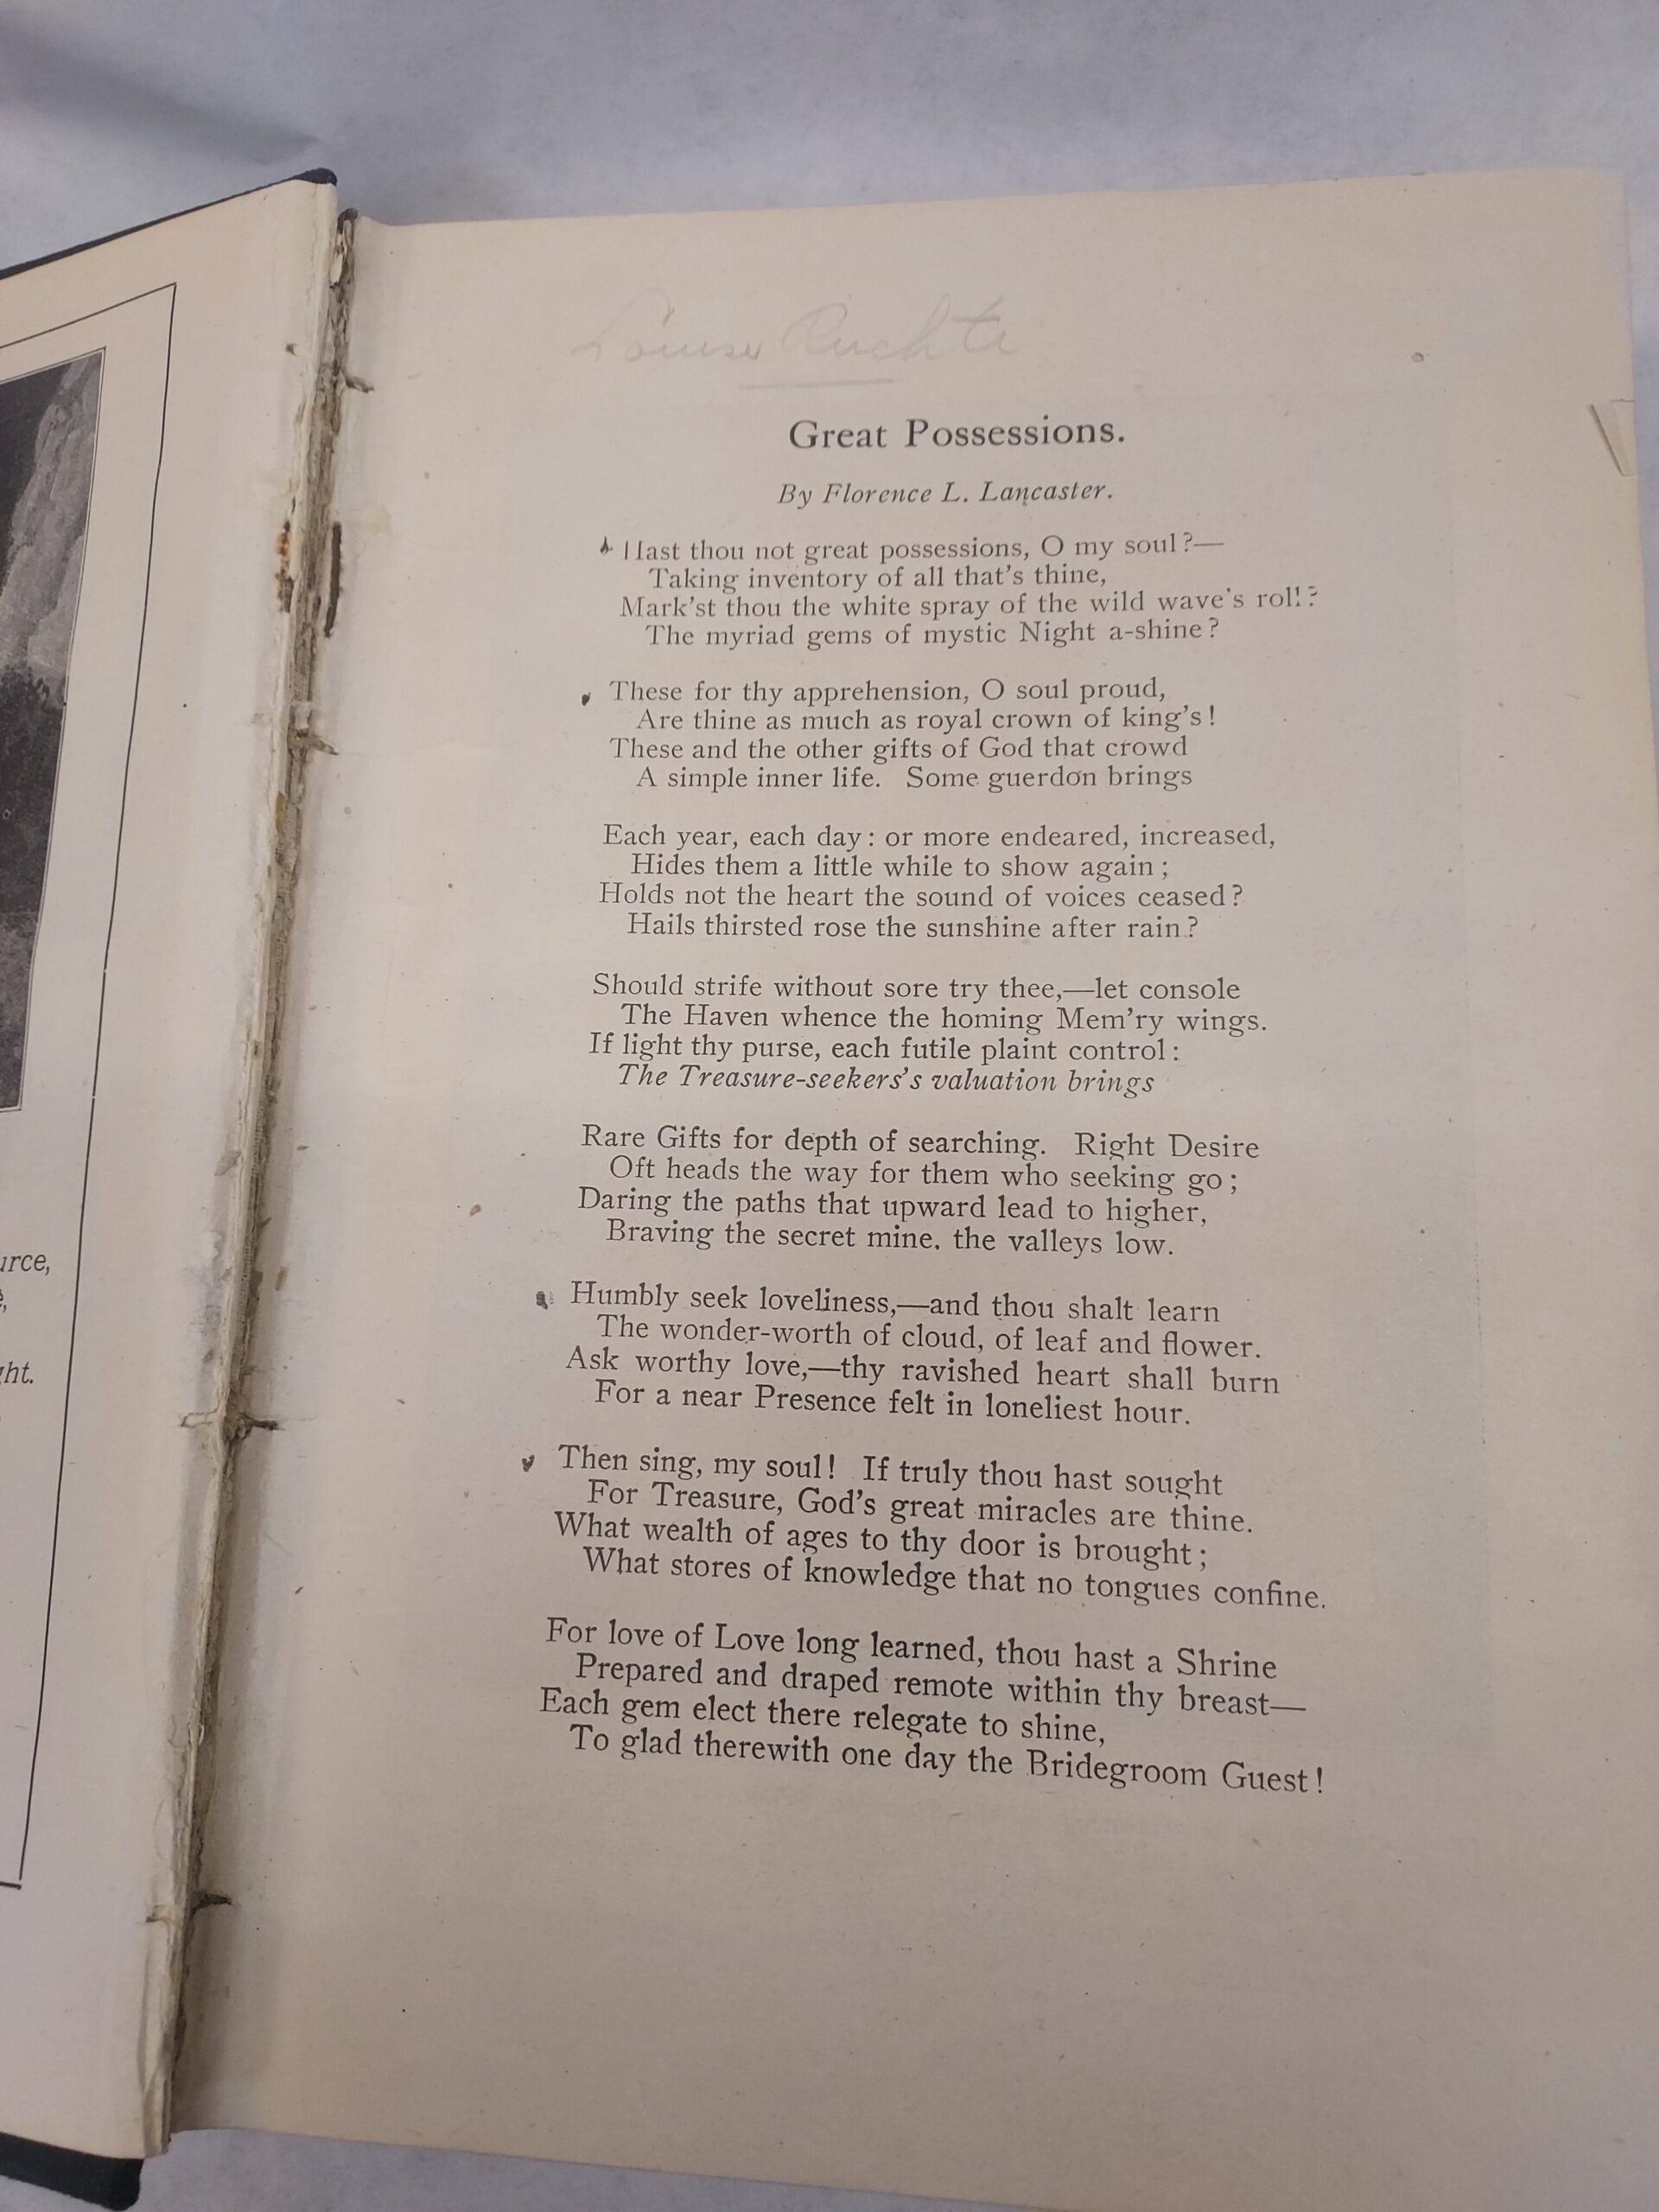 urce,
ht.
Louise
Great Possessions.
By Florence L. Lancaster.
Hast thou not great possessions, O my soul?—
Taking inventory of all that's thine,
Mark'st thou the white spray of the wild wave's roll?
The myriad gems of mystic Night a-shine?
These for thy apprehension, O soul proud,
Are thine as much as royal crown of king's!
These and the other gifts of God that crowd
A simple inner life. Some guerdon brings
Each year, each day: or more endeared, increased,
Hides them a little while to show again;
Holds not the heart the sound of voices ceased?
Hails thirsted rose the sunshine after rain?
Should strife without sore try thee,—let console
The Haven whence the homing Mem'ry wings.
If light thy purse, each futile plaint control:
The Treasure-seekers's valuation brings
Rare Gifts for depth of searching. Right Desire
Oft heads the way for them who seeking go;
Daring the paths that upward lead to higher,
Braving the secret mine. the valleys low.
Humbly seek loveliness,—and thou shalt learn
The wonder-worth of cloud, of leaf and flower.
Ask worthy love,—thy ravished heart shall burn
For a near Presence felt in loneliest hour.
Then sing, my soul! If truly thou hast sought
For Treasure, God's great miracles are thine.
What wealth of ages to thy door is brought;
What stores of knowledge that no tongues confine.
For love of Love long learned, thou hast a Shrine
Prepared and draped remote within thy breast—
Each gem elect there relegate to shine,
To glad therewith one day the Bridegroom Guest!